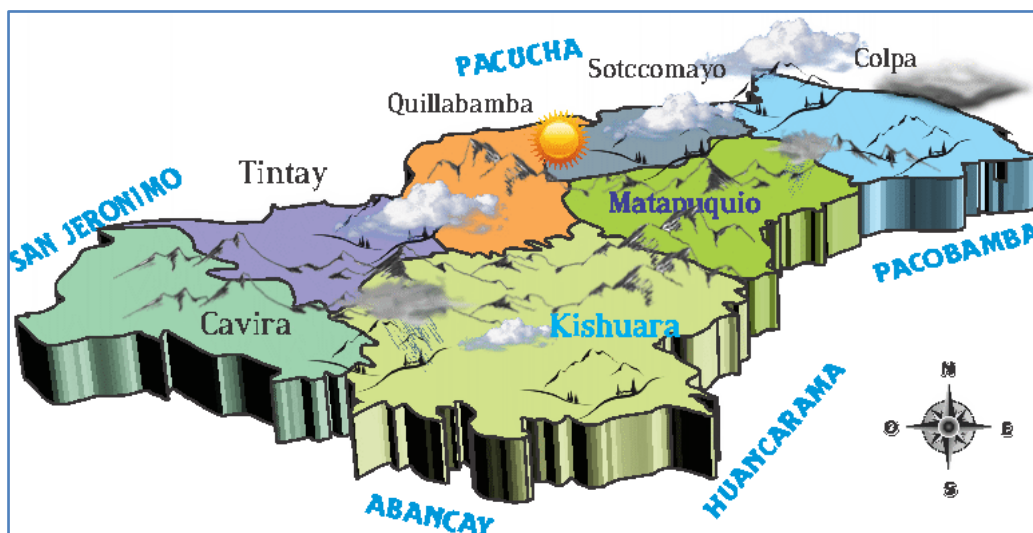 PACUCHA
Sotccomayo
Colpa
Quillabamba
Tintay
SAN JERONIMO
Matapuquio
PACOBAMBA
Cavira
Kishuara
HUANCARAMA
ABANCAY
N
O
E
S